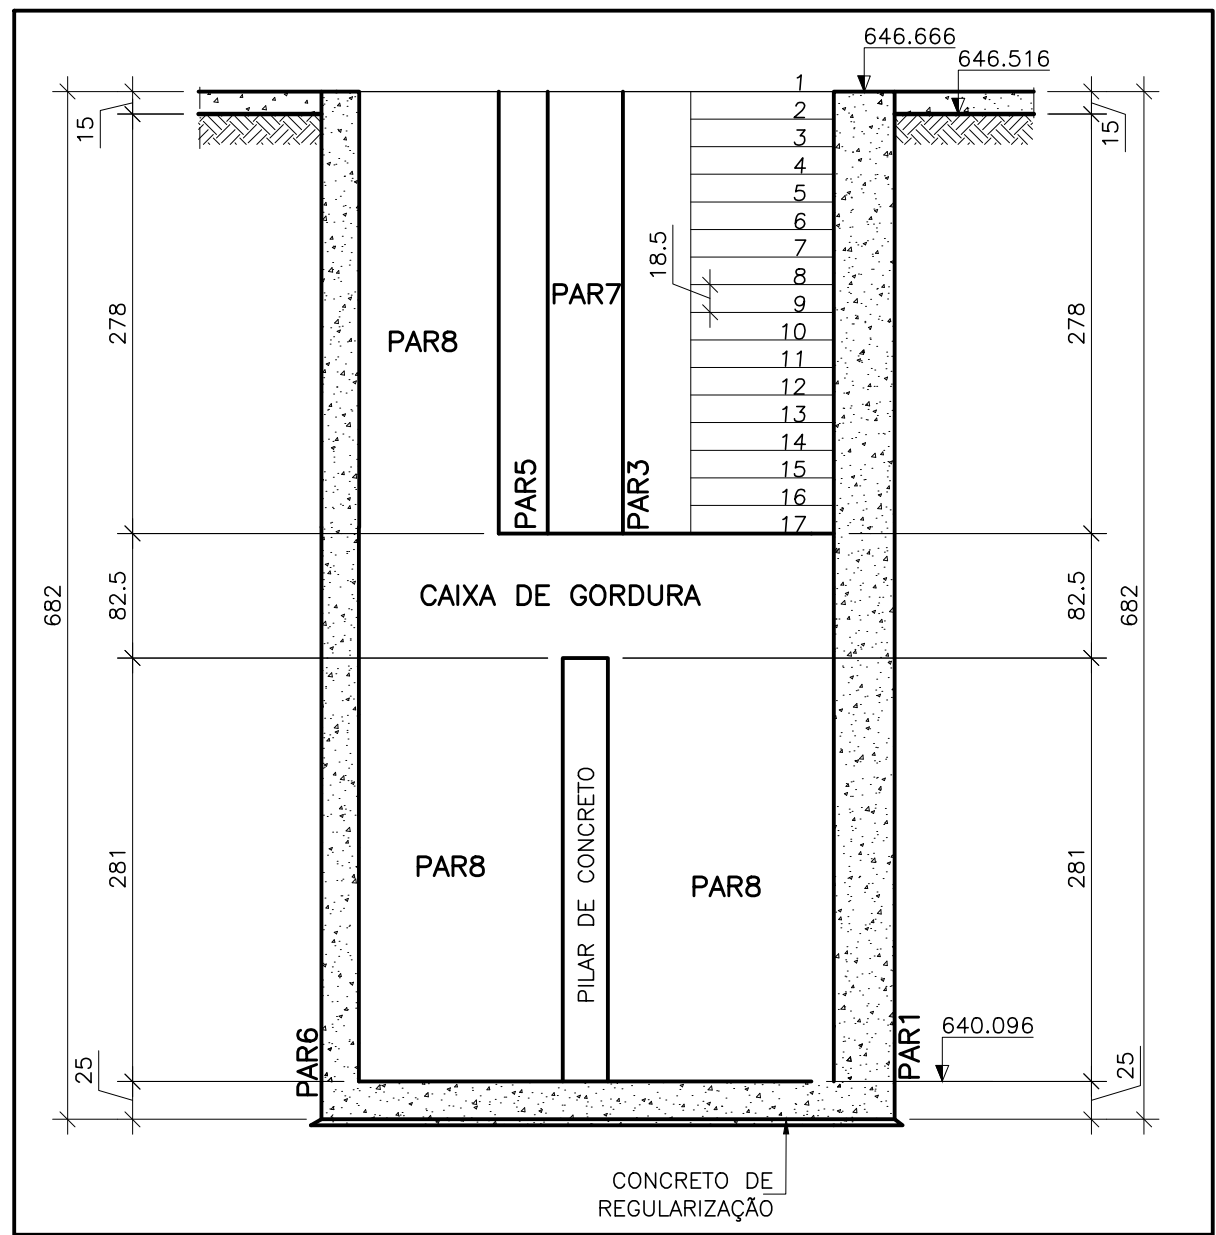 646.666
646.516
15
15
1
2
3
4
5
6
7
8
9
10
11
12
13
14
15
16
17
18.5
278
PAR8
PAR7
278
PAR5
PAR3
682
82.5
CAIXA DE GORDURA
82.5
682
281
PAR8
PILAR DE CONCRETO
PAR8
281
25
PAR6
PAR1
640.096
25
CONCRETO DE
REGULARIZAÇÃO